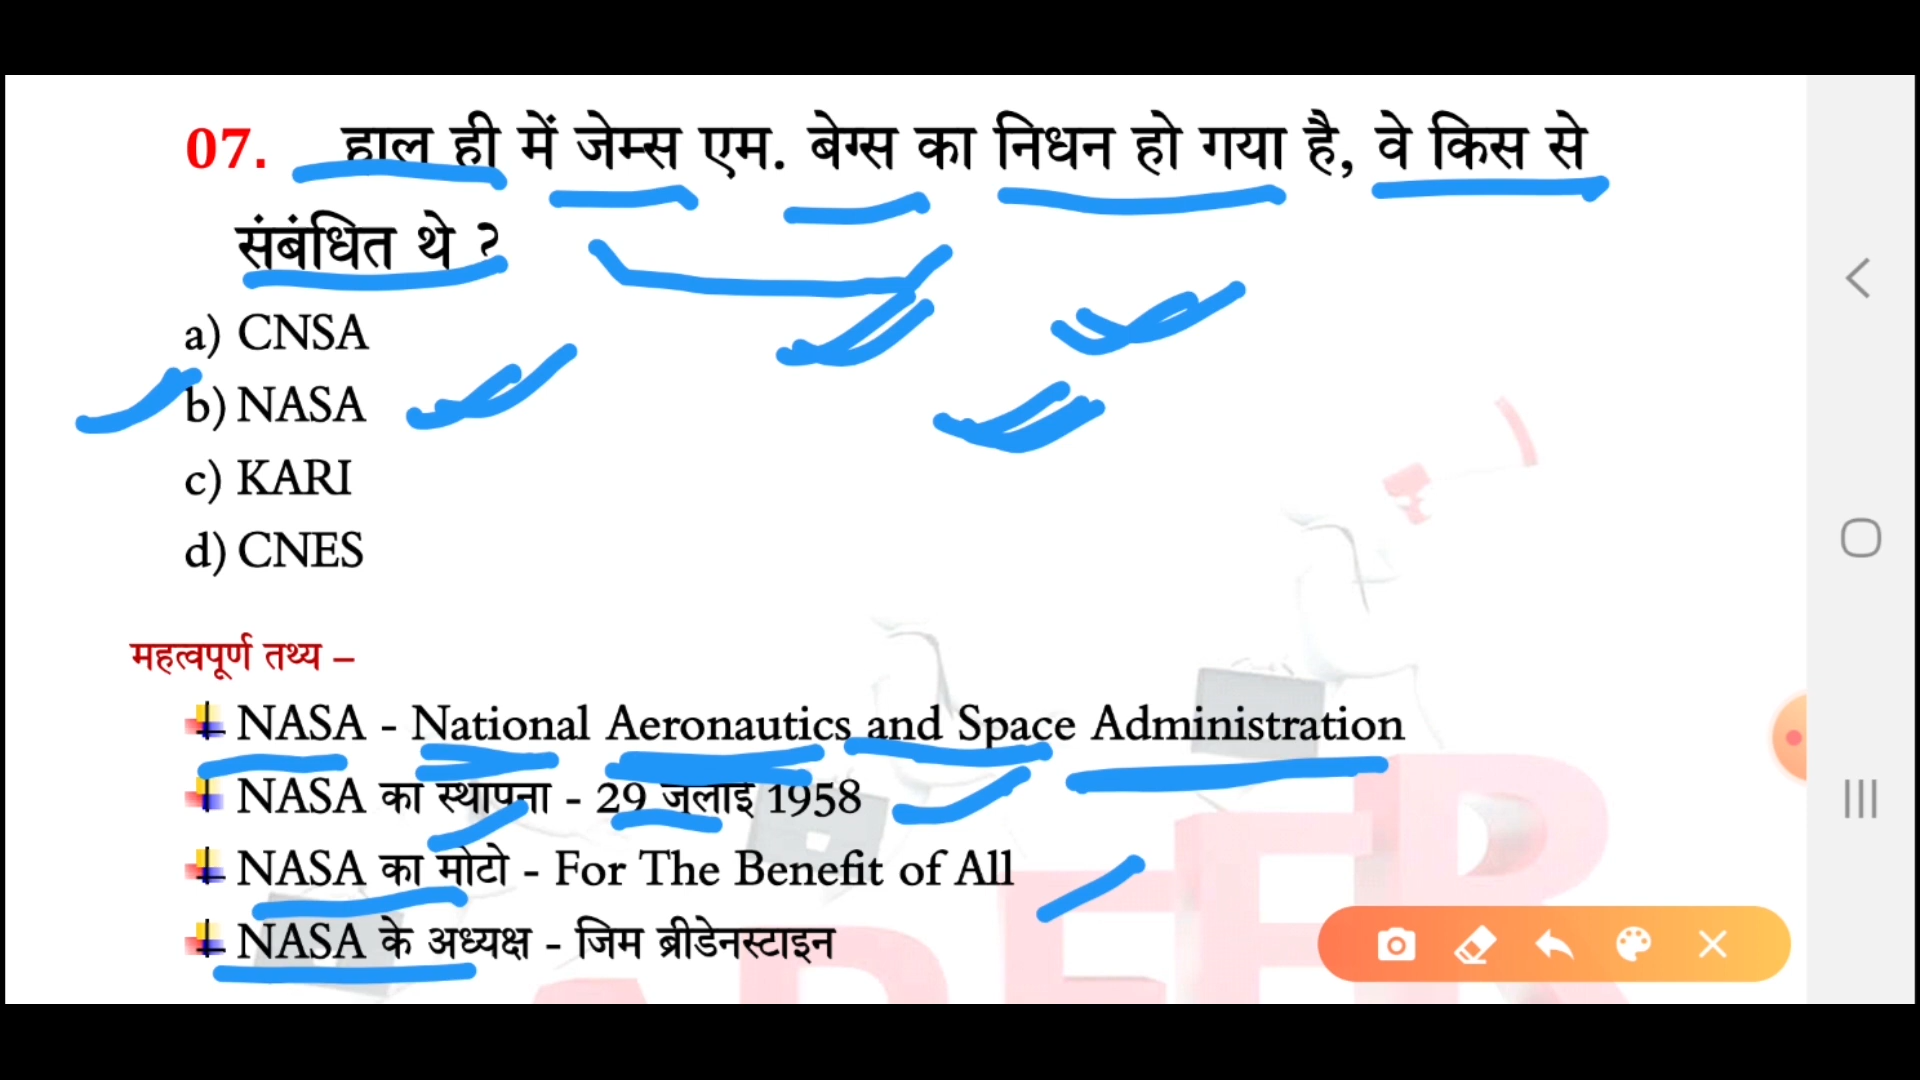 07. हाल ही में जेम्स एम. बेग्स का निधन हो गया है, वे किस से
संबंधित थे ?
a) CNSA
b) NASA
c) KARI
d) CNES
महत्वपूर्ण तथ्य –
NASA - National Aeronautics and Space Administration
NASA का स्थापना - 29 जुलाई 1958
NASA का मोटो - For The Benefit of All
NASA के अध्यक्ष - जिम ब्रीडेनस्टाइन